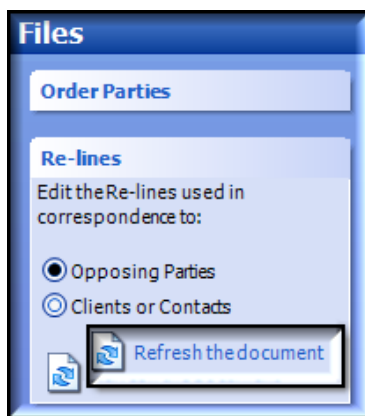 Files
Order Parties
Re-lines
Edit the Re-lines used in
correspondence to:
Opposing Parties
Clients or Contacts
Refresh the document